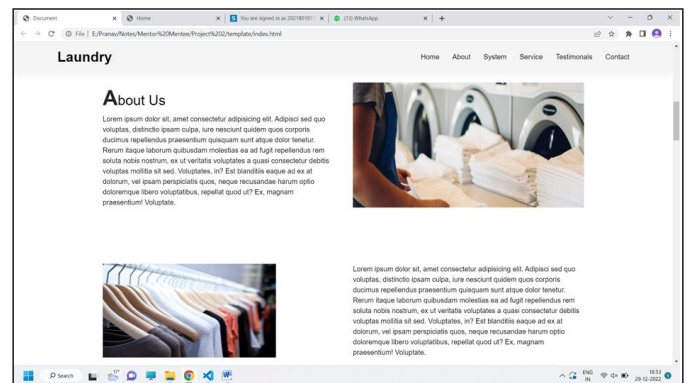 Document
Home
You are signed in as 202180101
(13) WhatsApp
File | E:/Pranav/Notes/Mentor%20Mentee/Project%202/template/index.html
Laundry
Home About System Service Testimonals Contact
About Us
Lorem ipsum dolor sit, amet consectetur adipisicing elit. Adipisci sed quo
voluptas, distinctio ipsam culpa, iure nesciunt quidem quos corporis
ducimus repellendus praesentium quisquam sunt atque dolor tenetur.
Rerum itaque laborum quibusdam molestias ea ad fugit repellendus rem
soluta nobis nostrum, ex ut veritatis voluptates a quasi consectetur debitis
voluptas mollitia sit sed. Voluptates, in? Est blanditiis eaque ad ex at
dolorum, vel ipsam perspiciatis quos, neque recusandae harum optio
doloremque libero voluptatibus, repellat quod ut? Ex, magnam
praesentium! Voluptate.
Lorem ipsum dolor sit, amet consectetur adipisicing elit. Adipisci sed quo
voluptas, distinctio ipsam culpa, iure nesciunt quidem quos corporis
ducimus repellendus praesentium quisquam sunt atque dolor tenetur.
Rerum itaque laborum quibusdam molestias ea ad fugit repellendus rem
soluta nobis nostrum, ex ut veritatis voluptates a quasi consectetur debitis
voluptas mollitia sit sed. Voluptates, in? Est blanditiis eaque ad ex at
dolorum, vel ipsam perspiciatis quos, neque recusandae harum optio
doloremque libero voluptatibus, repellat quod ut? Ex, magnam
praesentium! Voluptate.
Search
17°
ENG
IN
18:53
29-12-2022